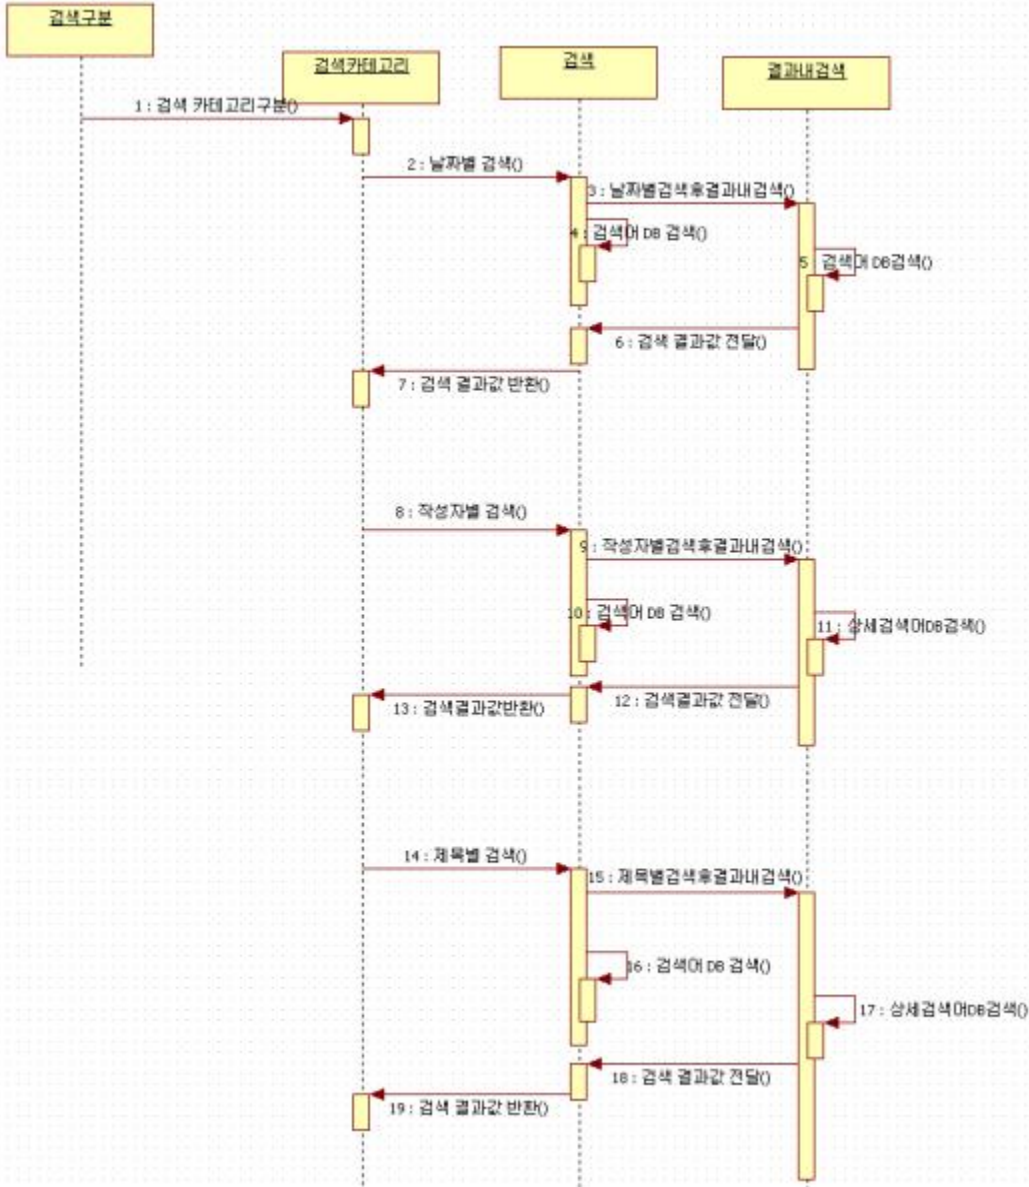 검색구분
검색카테고리
검색
결과내검색
1 : 검색 카테고리구분()
2 : 날짜별 검색()
3 : 날짜별검색후결과내검색()
4 : 검색어 DB 검색()
5 : 검색어 DB검색()
6 : 검색 결과값 전달()
7 : 검색 결과값 반환()
8 : 작성자별 검색()
9 : 작성자별검색후결과내검색()
10 : 검색어 DB 검색()
11 : 상세검색어DB검색()
12 : 검색결과값 전달()
13 : 검색결과값반환()
14 : 제목별 검색()
15 : 제목별검색후결과내검색()
16 : 검색어 DB 검색()
17 : 상세검색어DB검색()
18 : 검색 결과값 전달()
19 : 검색 결과값 반환()